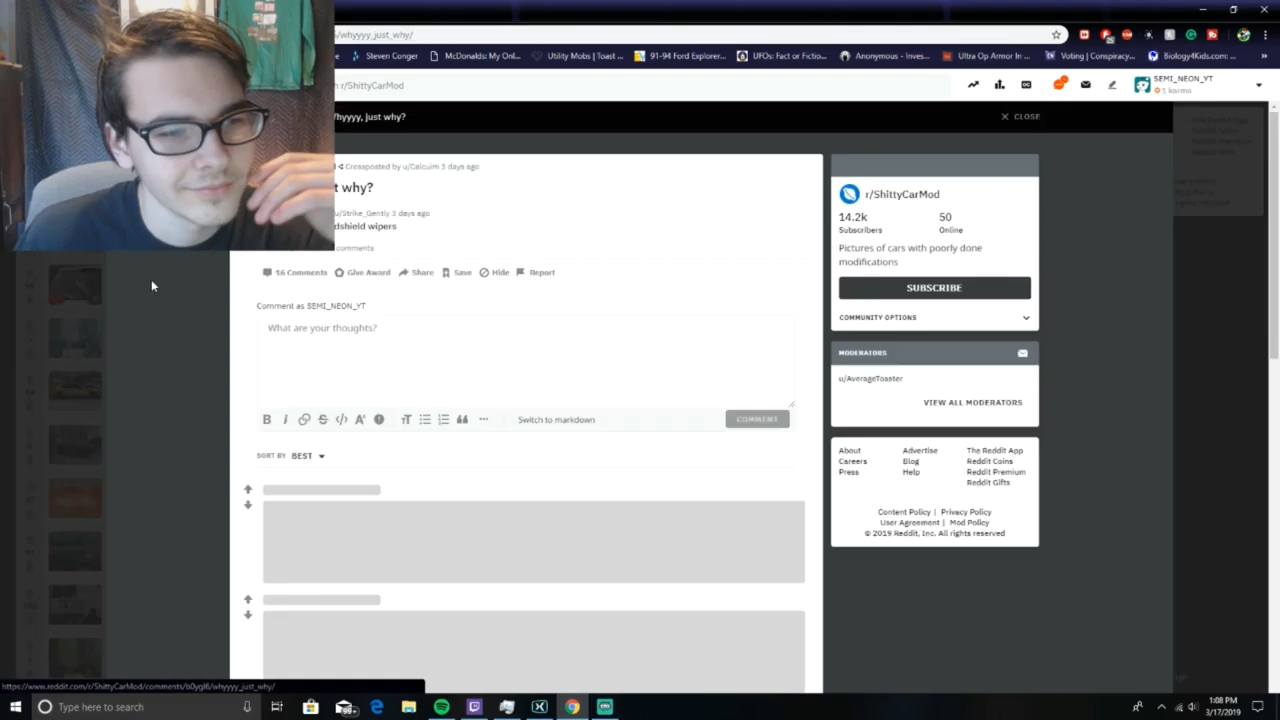 /whyyyy_just_why/
Steven Conger
McDonalds: My Onl...
Utility Mobs | Toast ...
91-94 Ford Explorer...
UFOs: Fact or Fictio...
Anonymous - Inves...
Ultra Op Armor In ...
Voting | Conspiracy...
Biology4Kids.com: ...
r/ShittyCarMod
SEMI_NEON_YT
1 karma
hyyyy, just why?
CLOSE
Crossposted by u/Calcuim 3 days ago
t why?
u/Strike_Gently 3 days ago
dshield wipers
comments
16 Comments Give Award Share Save Hide Report
Comment as SEMI_NEON_YT
What are your thoughts?
Switch to markdown
COMMENT
SORT BY BEST
r/ShittyCarMod
14.2k 50
Subscribers Online
Pictures of cars with poorly done
modifications
SUBSCRIBE
COMMUNITY OPTIONS
MODERATORS
u/AverageToaster
VIEW ALL MODERATORS
About Advertise The Reddit App
Careers Blog Reddit Coins
Press Help Reddit Premium
Reddit Gifts
Content Policy | Privacy Policy
User Agreement | Mod Policy
© 2019 Reddit, Inc. All rights reserved
https://www.reddit.com/r/ShittyCarMod/comments/b0ygl6/whyyyy_just_why/
Type here to search
99+
1:08 PM
3/17/2019